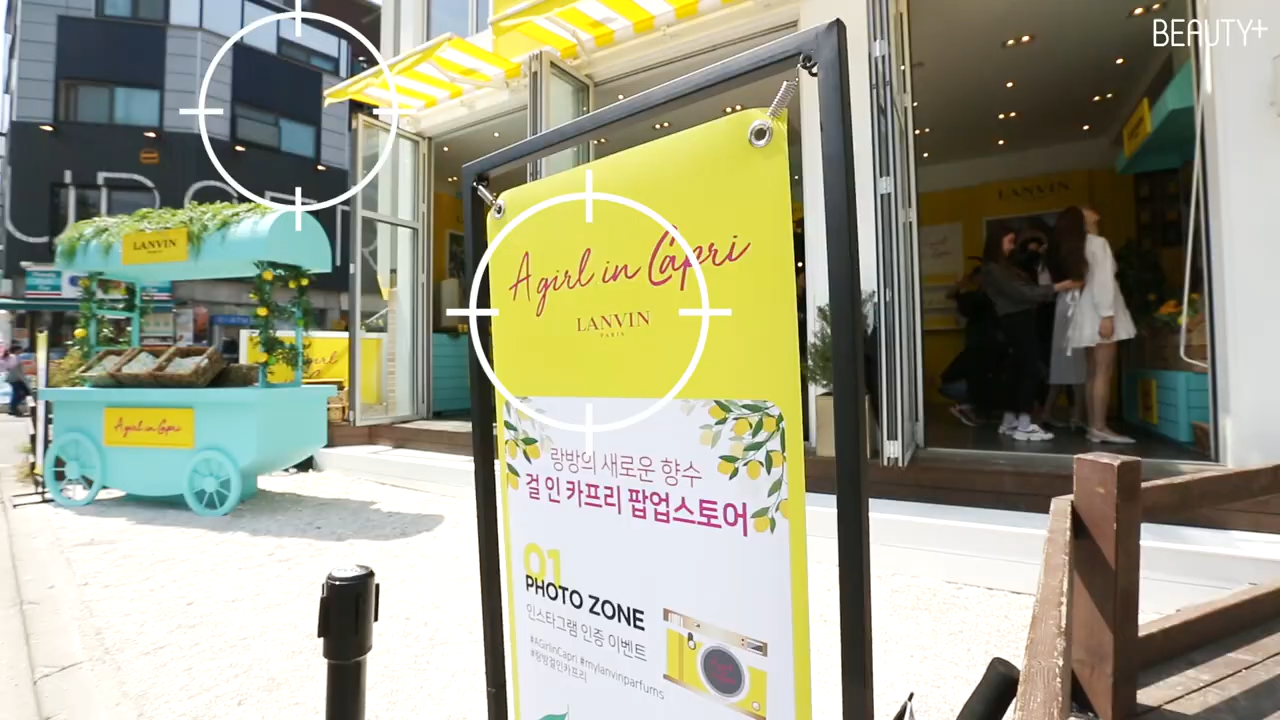 BEAUTY+
LANVIN
PARIS
A girl in Capri
A girl in Capri
LANVIN
PARIS
랑방의 새로운 향수
걸 인 카프리 팝업스토어
01
PHOTO ZONE
인스타그램 인증 이벤트
#AGirlinCapri #mylanvinparfums
#랑방걸인카프리
LANVIN